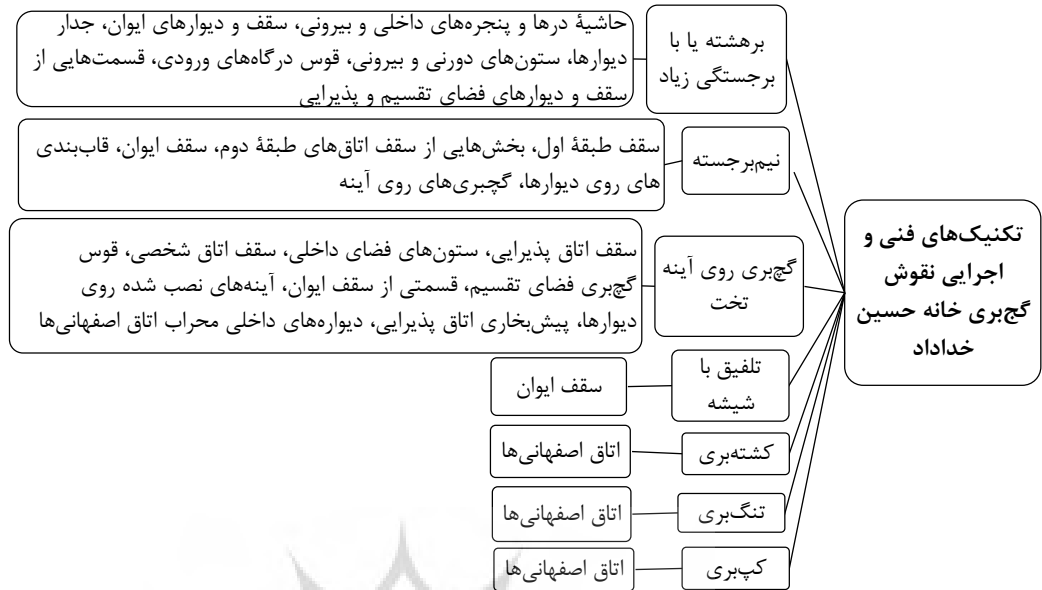 تکنیک‌های فنی و
اجرایی نقوش
گچ‌بری خانه حسین
خداداد
برهشته یا با
برجستگی زیاد
حاشیهٔ درها و پنجره‌های داخلی و بیرونی، سقف و دیوارهای ایوان، جدار
دیوارها، ستون‌های دورنی و بیرونی، قوس درگاه‌های ورودی، قسمت‌هایی از
سقف و دیوارهای فضای تقسیم و پذیرایی
نیم‌برجسته
سقف طبقهٔ اول، بخش‌هایی از سقف اتاق‌های طبقهٔ دوم، سقف ایوان، قاب‌بندی
های روی دیوارها، گچبری‌های روی آینه
گچ‌بری روی آینه
تخت
سقف اتاق پذیرایی، ستون‌های فضای داخلی، سقف اتاق شخصی، قوس
گچ‌بری فضای تقسیم، قسمتی از سقف ایوان، آینه‌های نصب شده روی
دیوارها، پیش‌بخاری اتاق پذیرایی، دیواره‌های داخلی محراب اتاق اصفهانی‌ها
تلفیق با
شیشه
سقف ایوان
کشته‌بری
اتاق اصفهانی‌ها
تنگ‌بری
اتاق اصفهانی‌ها
کپ‌بری
اتاق اصفهانی‌ها